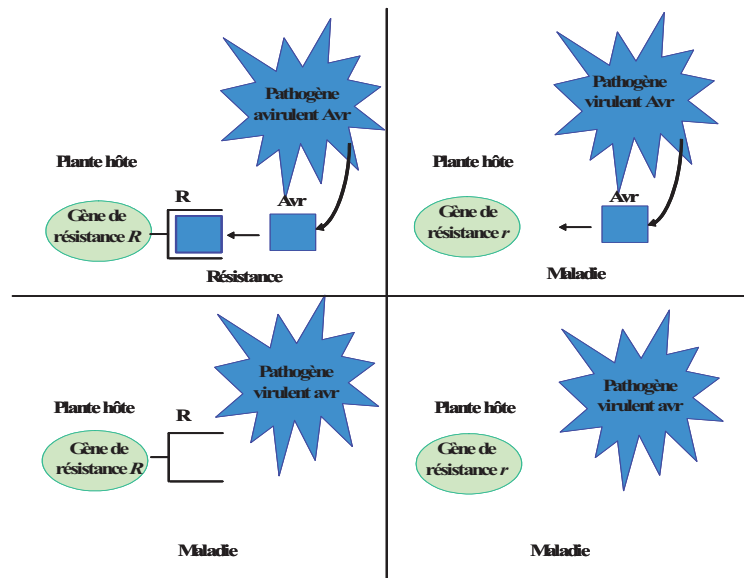 Pathogène
avirulent Avr
Plante hôte
R
Avr
Gène de
résistance R
Résistance
Pathogène
virulent Avr
Plante hôte
Avr
Gène de
résistance r
Maladie
Pathogène
virulent avr
Plante hôte
R
Gène de
résistance R
Maladie
Pathogène
virulent avr
Plante hôte
Gène de
résistance r
Maladie